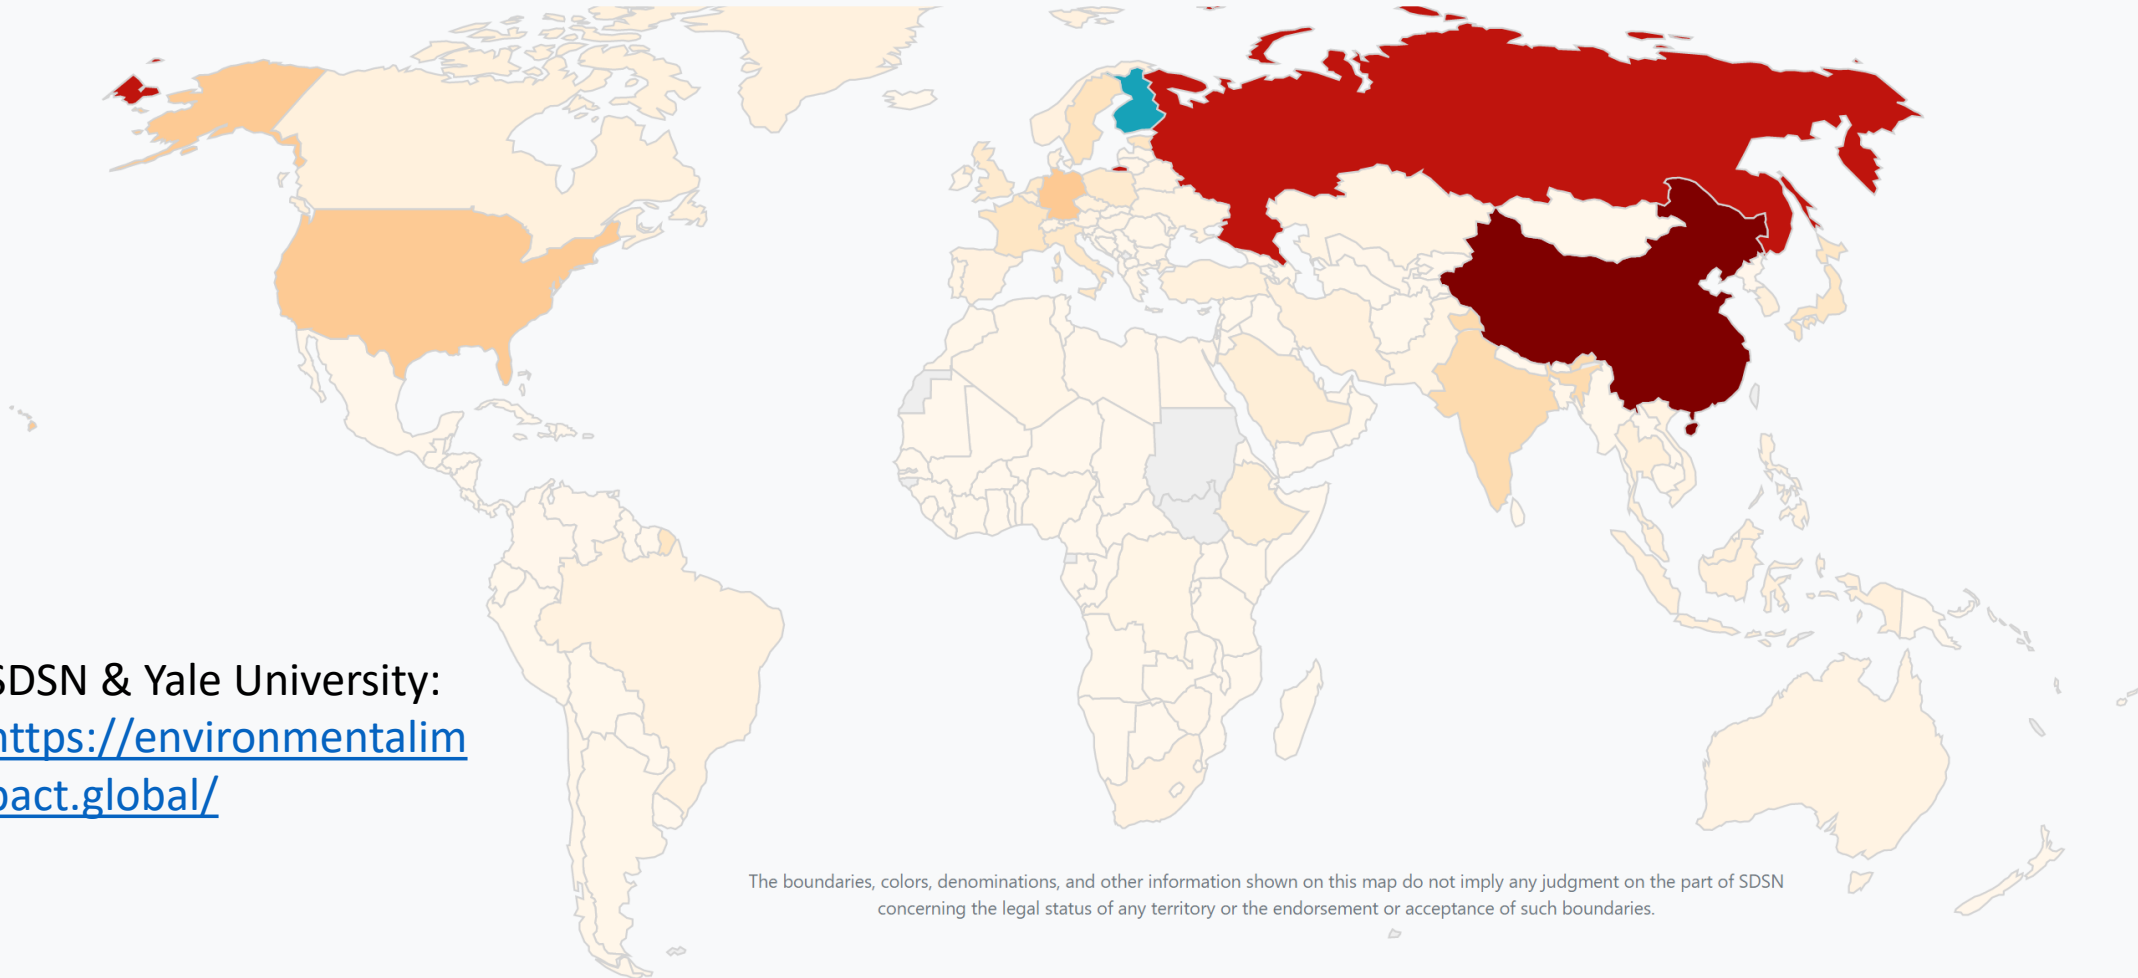 SDSN & Yale University:
https://environmentalim
pact.global/
The boundaries, colors, denominations, and other information shown on this map do not imply any judgment on the part of SDSN
concerning the legal status of any territory or the endorsement or acceptance of such boundaries.